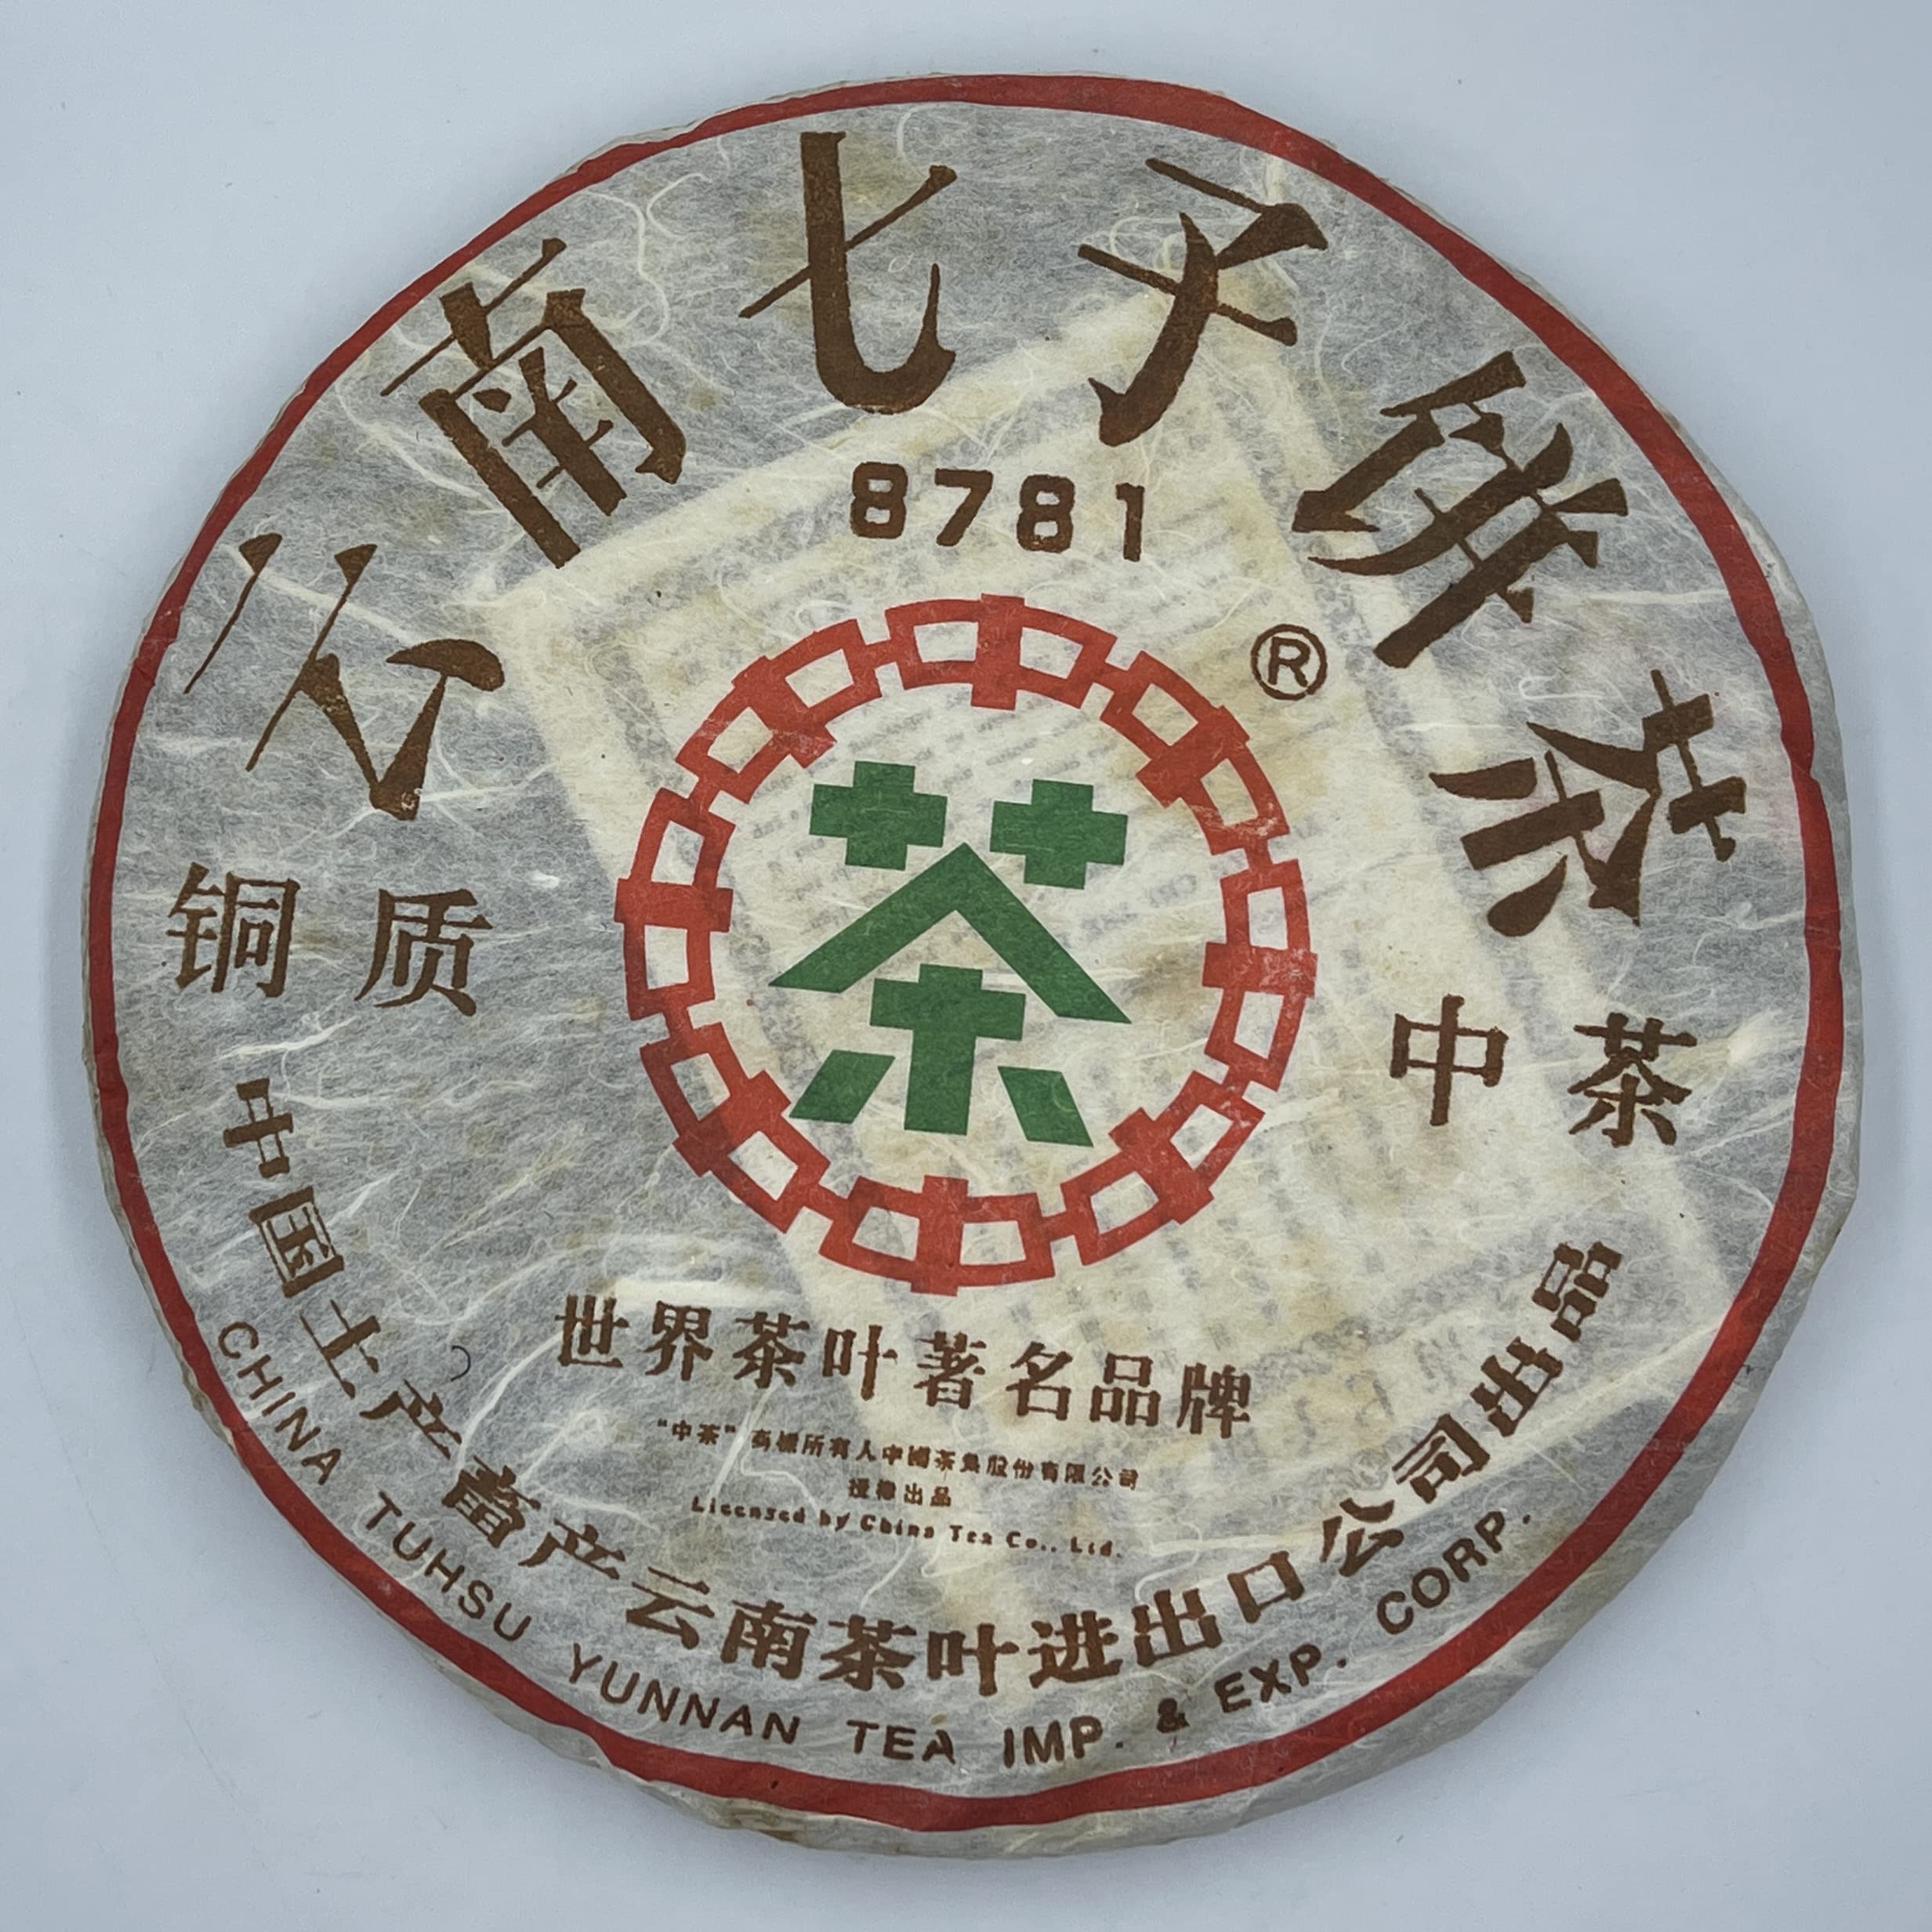 云南七子饼茶
8781
®
茶
铜质
中茶
世界茶叶著名品牌
“中茶”商標所有人中國茶葉股份有限公司
授權出品
Licensed by China Tea Co., Ltd.
中国土产畜产云南茶叶进出口公司出品
CHINA TUHSU YUNNAN TEA IMP. & EXP. CORP.